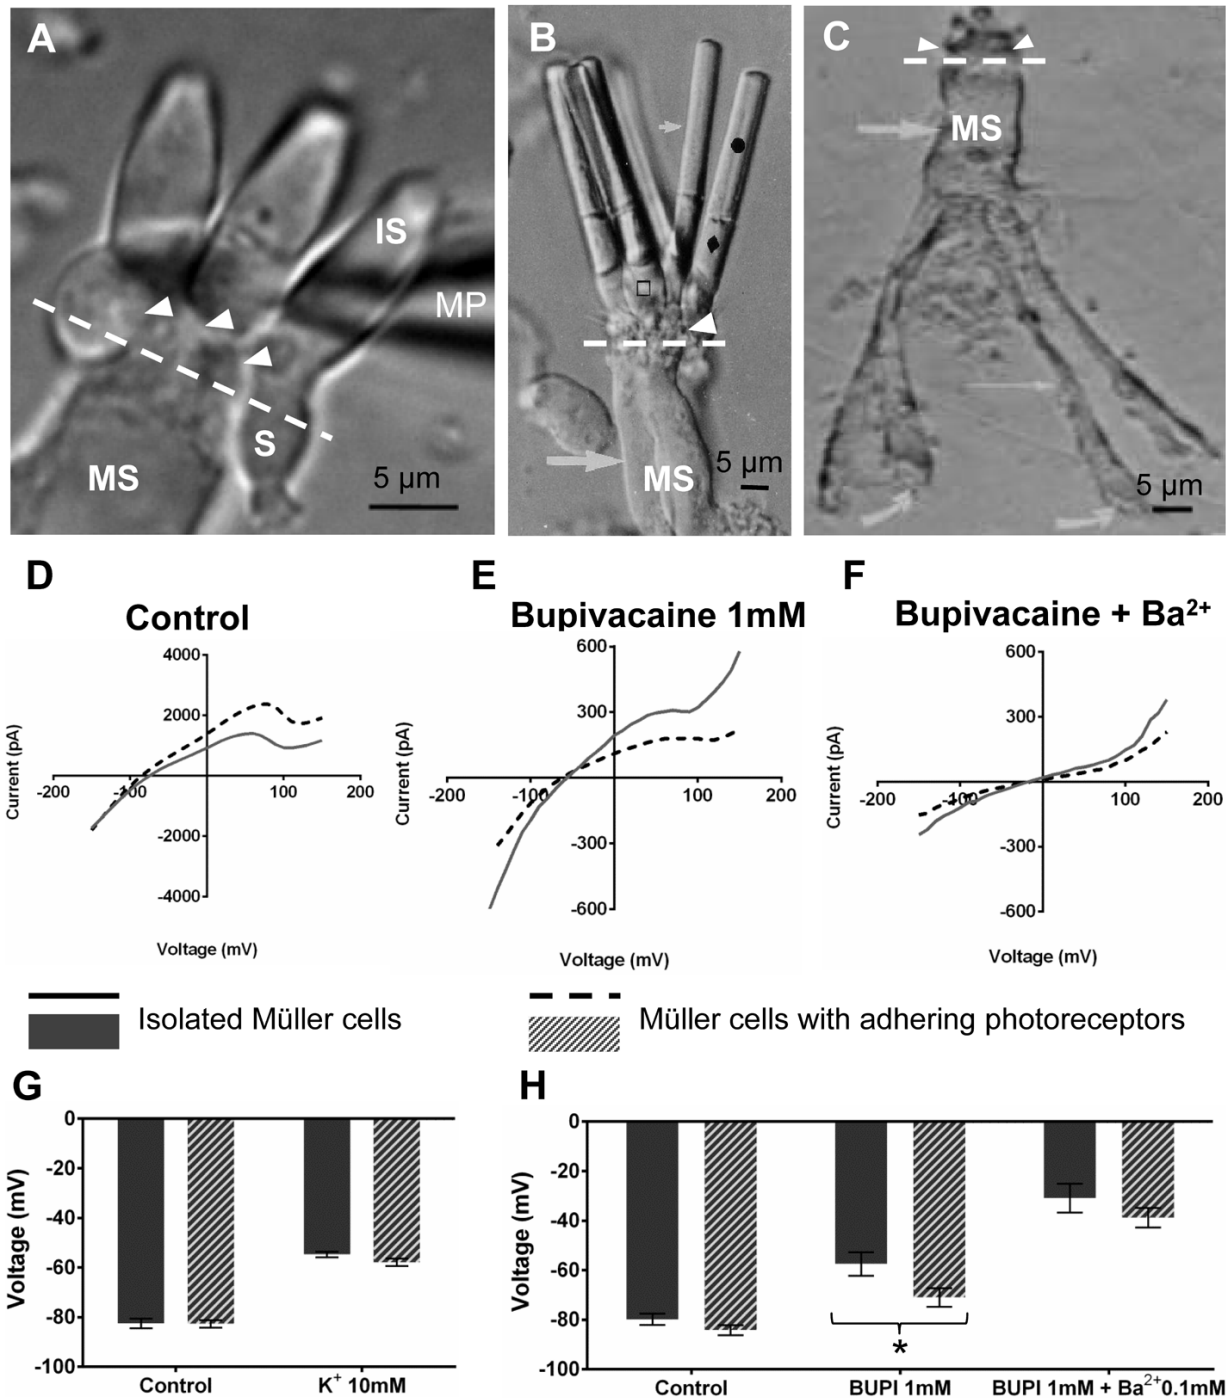 A
IS
MP
S
MS
5 µm
B
MS
5 µm
C
MS
5 µm
D
Control
4000
2000
-200
-100
100
200
-2000
-4000
Current (pA)
Voltage (mV)
E
Bupivacaine 1mM
600
300
-200
-100
100
200
-300
-600
Current (pA)
Voltage (mV)
F
Bupivacaine + Ba²⁺
600
300
-200
-100
100
200
-300
-600
Current (pA)
Voltage (mV)
Isolated Müller cells
Müller cells with adhering photoreceptors
G
0
-20
-40
-60
-80
-100
Voltage (mV)
Control
K⁺ 10mM
H
0
-20
-40
-60
-80
-100
Voltage (mV)
*
Control
BUPI 1mM
BUPI 1mM + Ba²⁺0.1mM